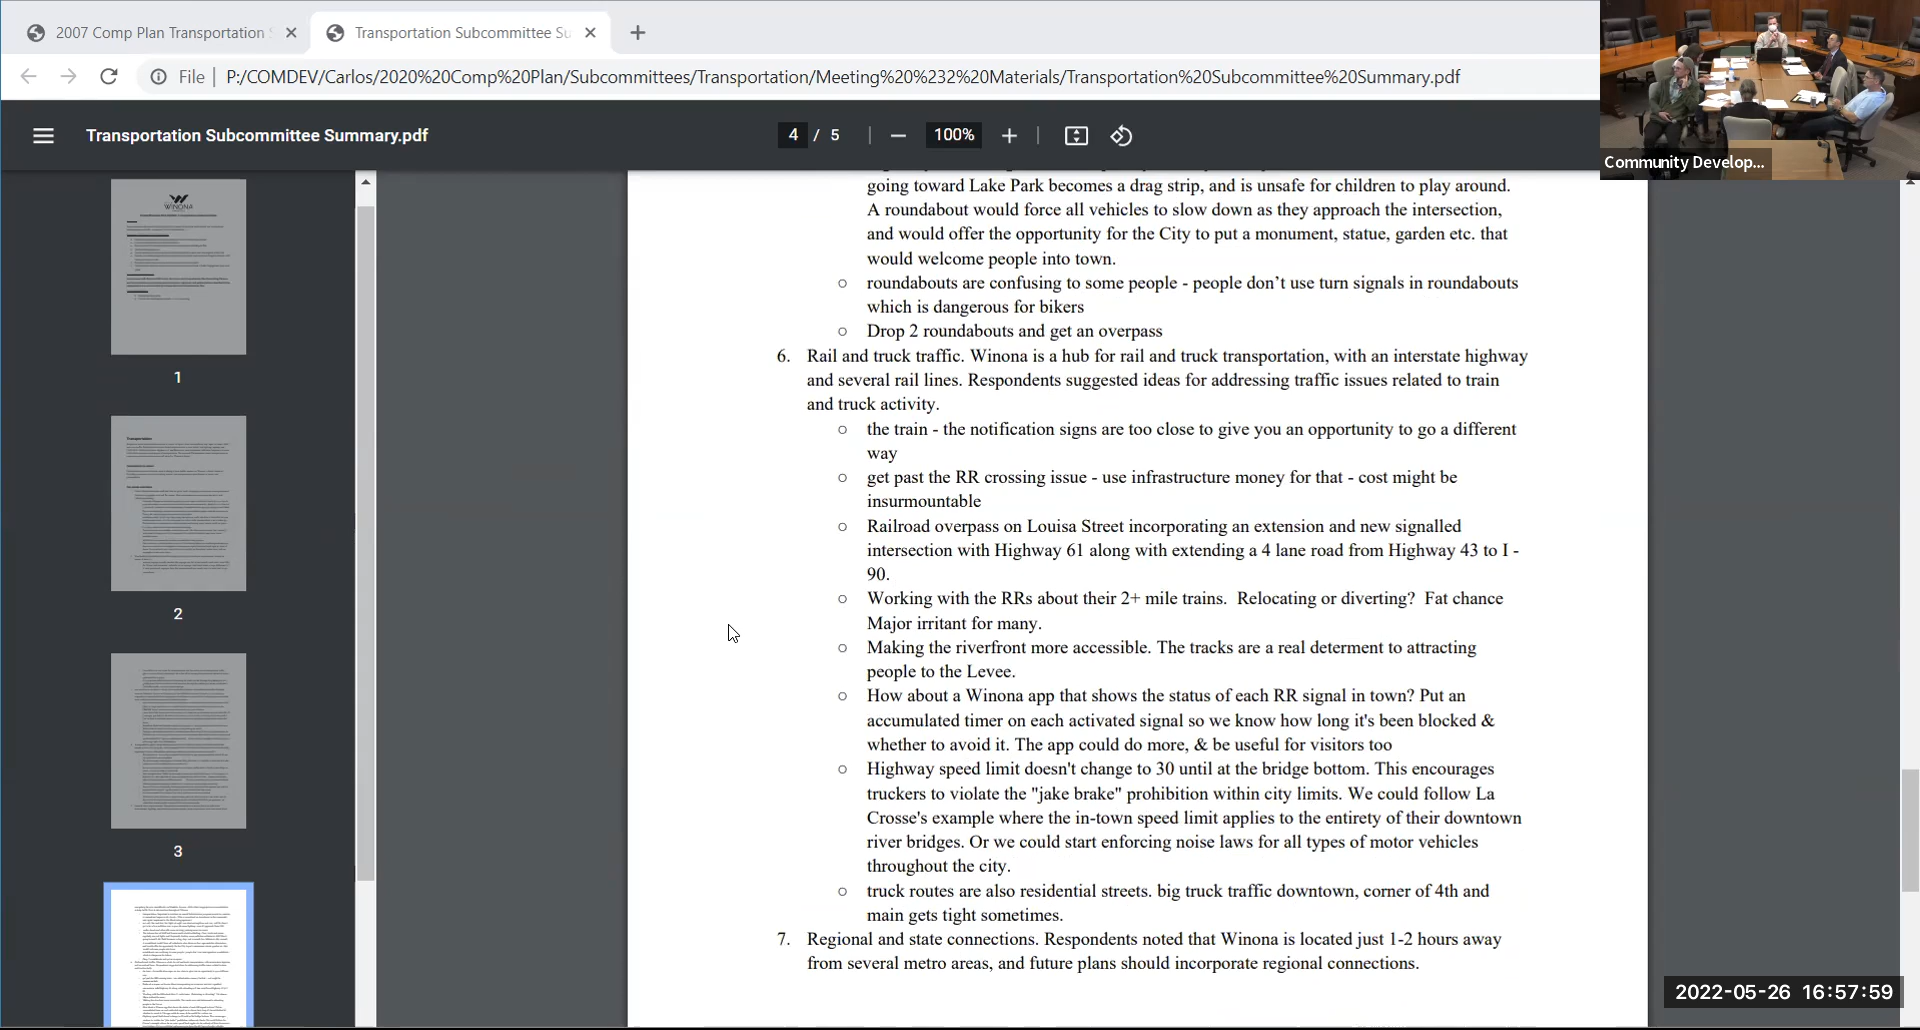 2007 Comp Plan Transportation
Transportation Subcommittee Su
File
P:/COMDEV/Carlos/2020%20Comp%20Plan/Subcommittees/Transportation/Meeting%20%232%20Materials/Transportation%20Subcommittee%20Summary.pdf
Community Develop...
Transportation Subcommittee Summary.pdf
4 / 5
100%
WINONA
1
2
3
going toward Lake Park becomes a drag strip, and is unsafe for children to play around.
A roundabout would force all vehicles to slow down as they approach the intersection,
and would offer the opportunity for the City to put a monument, statue, garden etc. that
would welcome people into town.
○ roundabouts are confusing to some people - people don’t use turn signals in roundabouts
which is dangerous for bikers
○ Drop 2 roundabouts and get an overpass
6. Rail and truck traffic. Winona is a hub for rail and truck transportation, with an interstate highway
and several rail lines. Respondents suggested ideas for addressing traffic issues related to train
and truck activity.
○ the train - the notification signs are too close to give you an opportunity to go a different
way
○ get past the RR crossing issue - use infrastructure money for that - cost might be
insurmountable
○ Railroad overpass on Louisa Street incorporating an extension and new signalled
intersection with Highway 61 along with extending a 4 lane road from Highway 43 to I -
90.
○ Working with the RRs about their 2+ mile trains.  Relocating or diverting?  Fat chance
Major irritant for many.
○ Making the riverfront more accessible. The tracks are a real determent to attracting
people to the Levee.
○ How about a Winona app that shows the status of each RR signal in town? Put an
accumulated timer on each activated signal so we know how long it's been blocked &
whether to avoid it. The app could do more, & be useful for visitors too
○ Highway speed limit doesn't change to 30 until at the bridge bottom. This encourages
truckers to violate the "jake brake" prohibition within city limits. We could follow La
Crosse's example where the in-town speed limit applies to the entirety of their downtown
river bridges. Or we could start enforcing noise laws for all types of motor vehicles
throughout the city.
○ truck routes are also residential streets. big truck traffic downtown, corner of 4th and
main gets tight sometimes.
7. Regional and state connections. Respondents noted that Winona is located just 1-2 hours away
from several metro areas, and future plans should incorporate regional connections.
2022-05-26 16:57:59